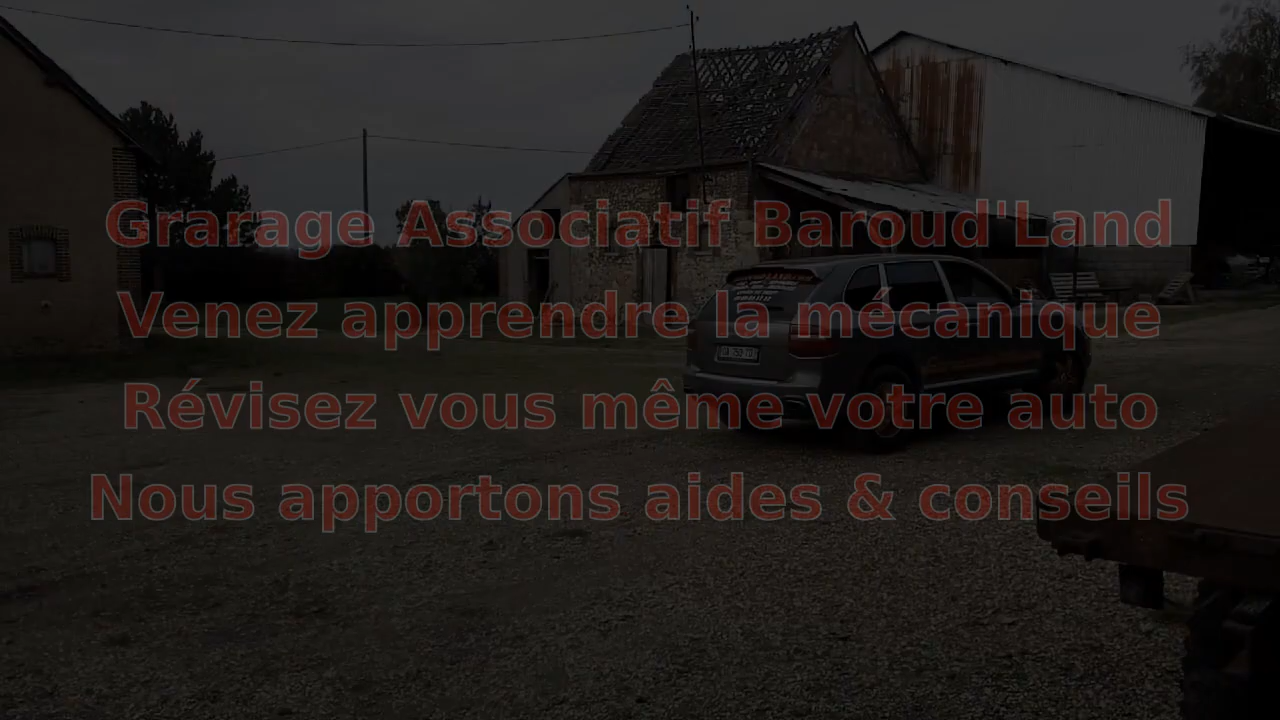 Grarage Associatif Baroud'Land
Venez apprendre la mécanique
Révisez vous même votre auto
Nous apportons aides & conseils